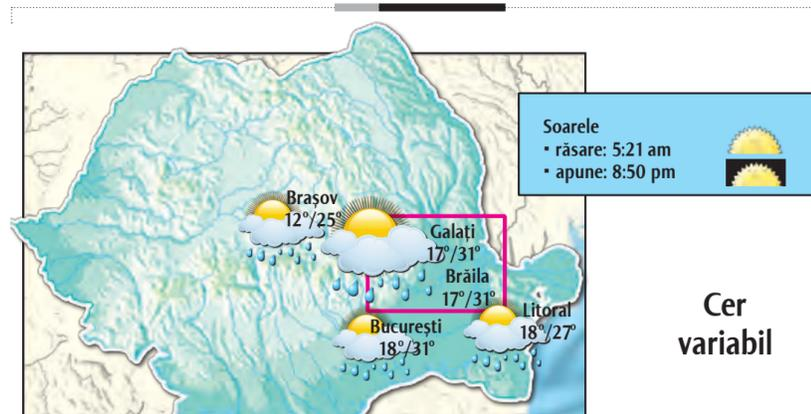 Soarele
▪ răsare: 5:21 am
▪ apune: 8:50 pm
Brașov
12°/25°
Galați
17°/31°
Brăila
17°/31°
Litoral
18°/27°
București
18°/31°
Cer
variabil